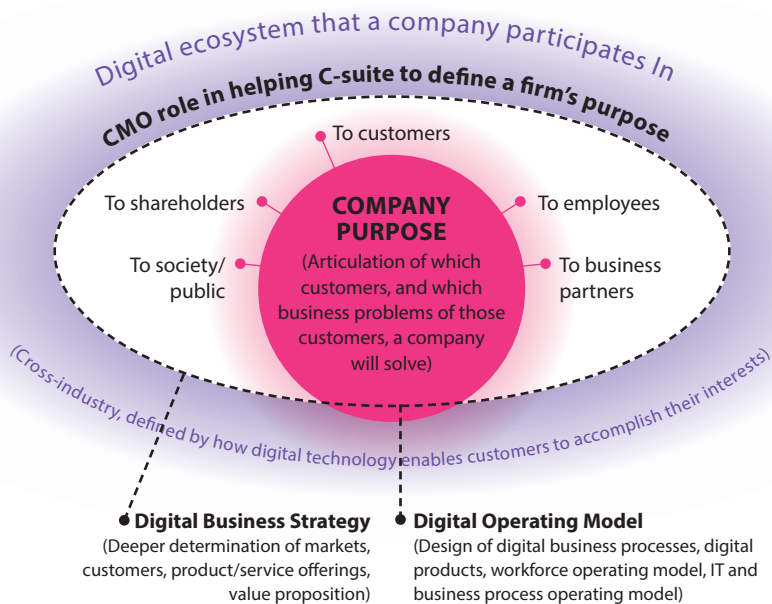 Digital ecosystem that a company participates In
CMO role in helping C-suite to define a firm's purpose
To customers
To shareholders
To employees
To society/
public
To business
partners
COMPANY
PURPOSE
(Articulation of which
customers, and which
business problems of those
customers, a company
will solve)
(Cross-industry, defined by how digital technology enables customers to accomplish their interests)
Digital Business Strategy
(Deeper determination of markets,
customers, product/service offerings,
value proposition)
Digital Operating Model
(Design of digital business processes, digital
products, workforce operating model, IT and
business process operating model)